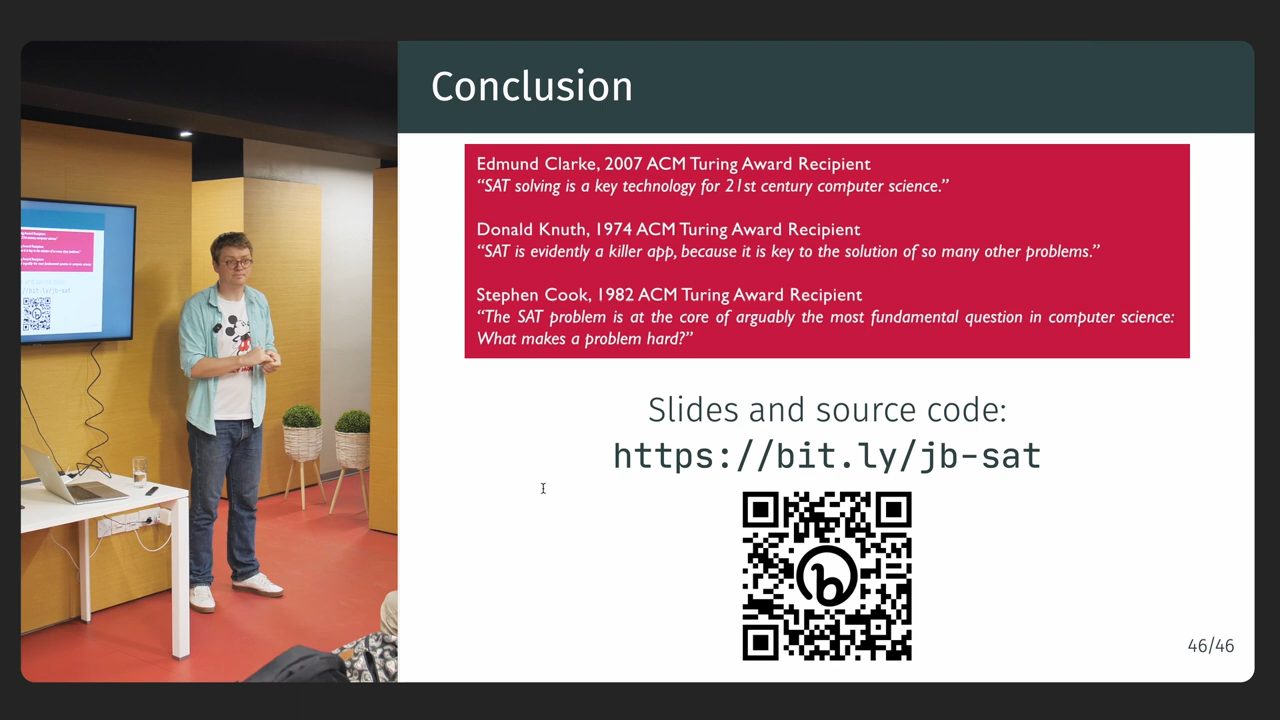 Conclusion
Edmund Clarke, 2007 ACM Turing Award Recipient
“SAT solving is a key technology for 21st century computer science.”
Donald Knuth, 1974 ACM Turing Award Recipient
“SAT is evidently a killer app, because it is key to the solution of so many other problems.”
Stephen Cook, 1982 ACM Turing Award Recipient
“The SAT problem is at the core of arguably the most fundamental question in computer science:
What makes a problem hard?”
Slides and source code:
https://bit.ly/jb-sat
46/46